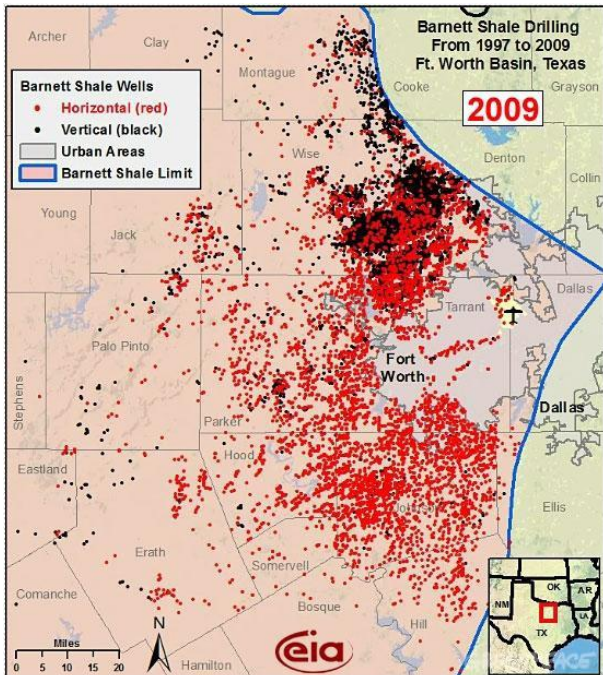 Barnett Shale Drilling
From 1997 to 2009
Ft. Worth Basin, Texas
2009
Barnett Shale Wells
Horizontal (red)
Vertical (black)
Urban Areas
Barnett Shale Limit
Archer
Clay
Montague
Cooke
Grayson
Wise
Denton
Collin
Young
Jack
Dallas
Tarrant
Palo Pinto
Fort
Worth
Stephens
Parker
Dallas
Hood
Eastland
Johnson
Ellis
Erath
Somervell
Bosque
Comanche
Hill
Hamilton
Miles
0 5 10 20
N
eia
OK
AR
NM
TX
LA